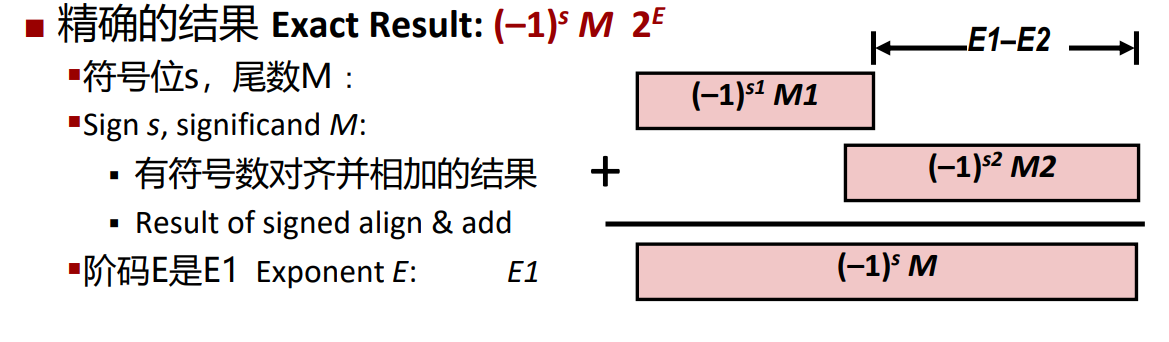 ▪ 精确的结果 Exact Result: (–1)ˢ M 2ᴱ
▪符号位s，尾数M：
▪Sign s, significand M:
▪ 有符号数对齐并相加的结果
▪ Result of signed align & add
▪阶码E是E1 Exponent E: E1
E1–E2
(–1)ˢ¹ M1
+
(–1)ˢ² M2
(–1)ˢ M